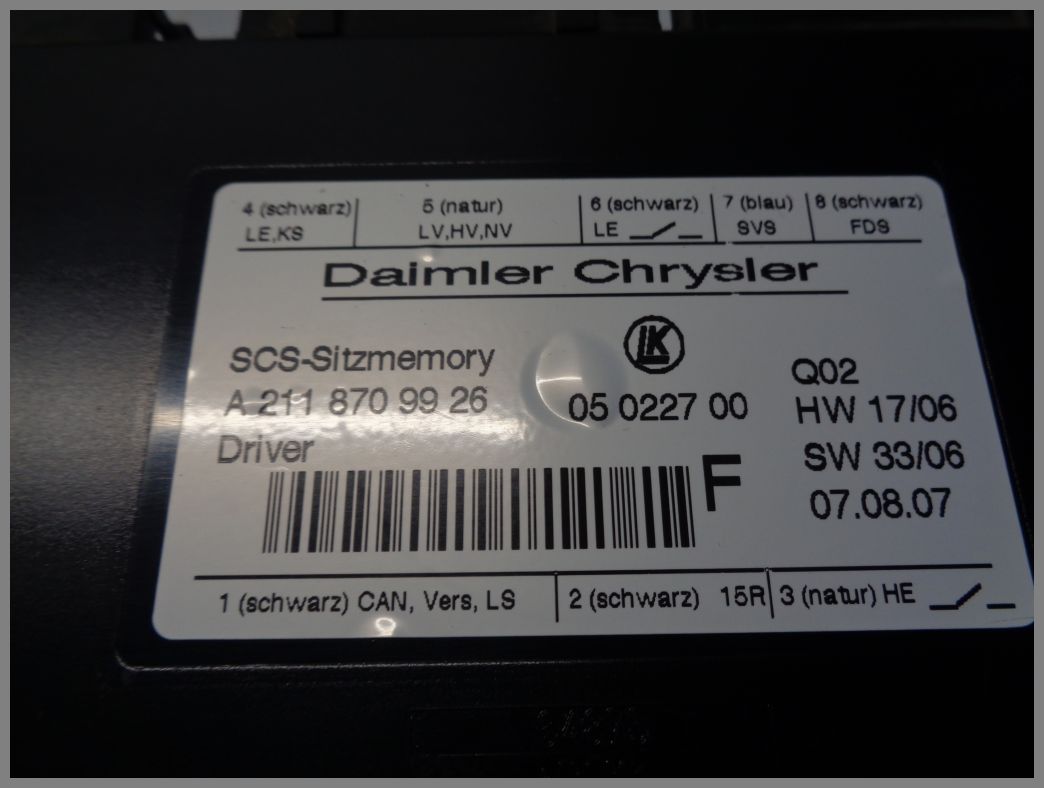 4 (schwarz) 5 (natur) 6 (schwarz) 7 (blau) 8 (schwarz)
LE,KS LV,HV,NV LE SVS FDS
Daimler Chrysler
LK
SCS-Sitzmemory Q02
A 211 870 99 26 05 0227 00 HW 17/06
Driver SW 33/06
F 07.08.07
1 (schwarz) CAN, Vers, LS 2 (schwarz) 15R 3 (natur) HE